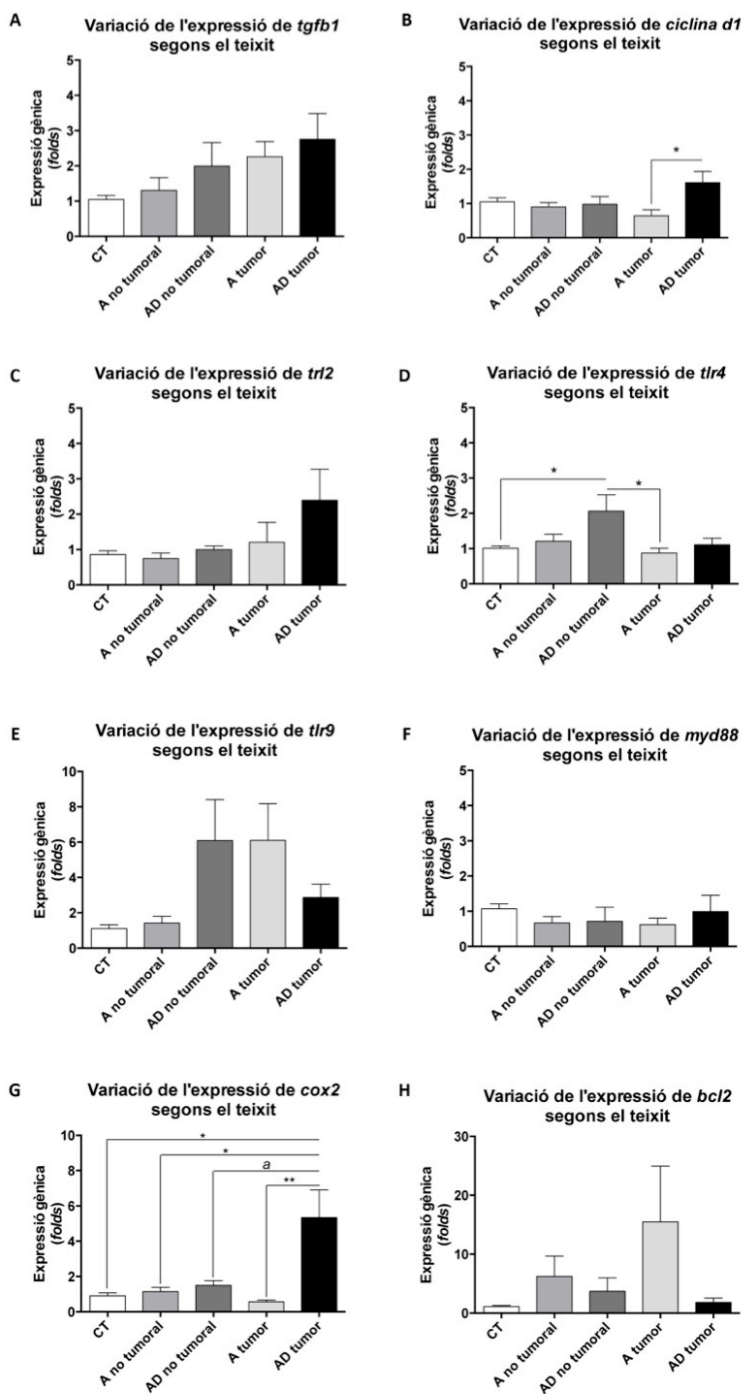 A
Variació de l'expressió de tgfb1
segons el teixit
Expressió gènica
(folds)
5
4
3
2
1
0
CT
A no tumoral
AD no tumoral
A tumor
AD tumor
B
Variació de l'expressió de ciclina d1
segons el teixit
Expressió gènica
(folds)
5
4
3
2
1
0
*
CT
A no tumoral
AD no tumoral
A tumor
AD tumor
C
Variació de l'expressió de trl2
segons el teixit
Expressió gènica
(folds)
5
4
3
2
1
0
CT
A no tumoral
AD no tumoral
A tumor
AD tumor
D
Variació de l'expressió de tlr4
segons el teixit
Expressió gènica
(folds)
5
4
3
2
1
0
*
*
CT
A no tumoral
AD no tumoral
A tumor
AD tumor
E
Variació de l'expressió de tlr9
segons el teixit
Expressió gènica
(folds)
10
8
6
4
2
0
CT
A no tumoral
AD no tumoral
A tumor
AD tumor
F
Variació de l'expressió de myd88
segons el teixit
Expressió gènica
(folds)
5
4
3
2
1
0
CT
A no tumoral
AD no tumoral
A tumor
AD tumor
G
Variació de l'expressió de cox2
segons el teixit
Expressió gènica
(folds)
10
8
6
4
2
0
*
*
a
**
CT
A no tumoral
AD no tumoral
A tumor
AD tumor
H
Variació de l'expressió de bcl2
segons el teixit
Expressió gènica
(folds)
30
20
10
0
CT
A no tumoral
AD no tumoral
A tumor
AD tumor